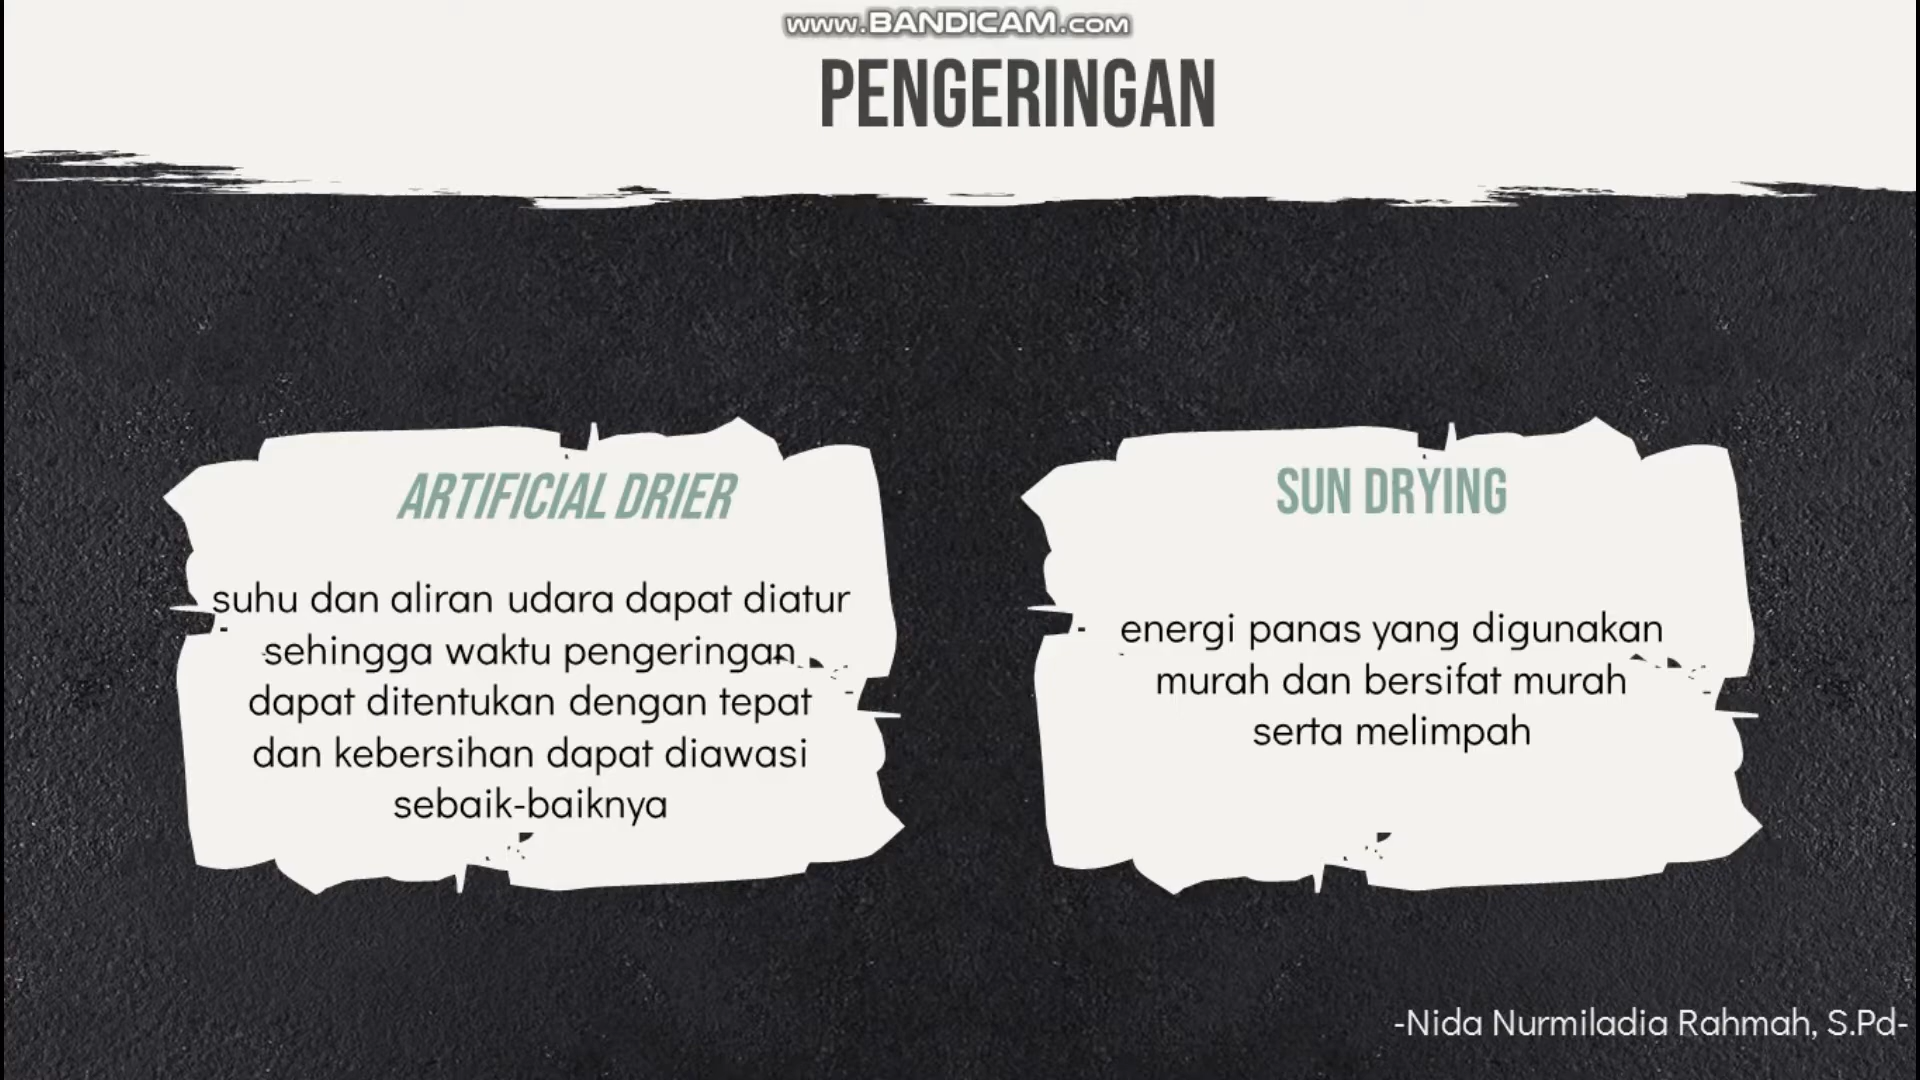 www.BANDICAM.com
PENGERINGAN
ARTIFICIAL DRIER
suhu dan aliran udara dapat diatur
sehingga waktu pengeringan
dapat ditentukan dengan tepat
dan kebersihan dapat diawasi
sebaik-baiknya
SUN DRYING
energi panas yang digunakan
murah dan bersifat murah
serta melimpah
-Nida Nurmiladia Rahmah, S.Pd-